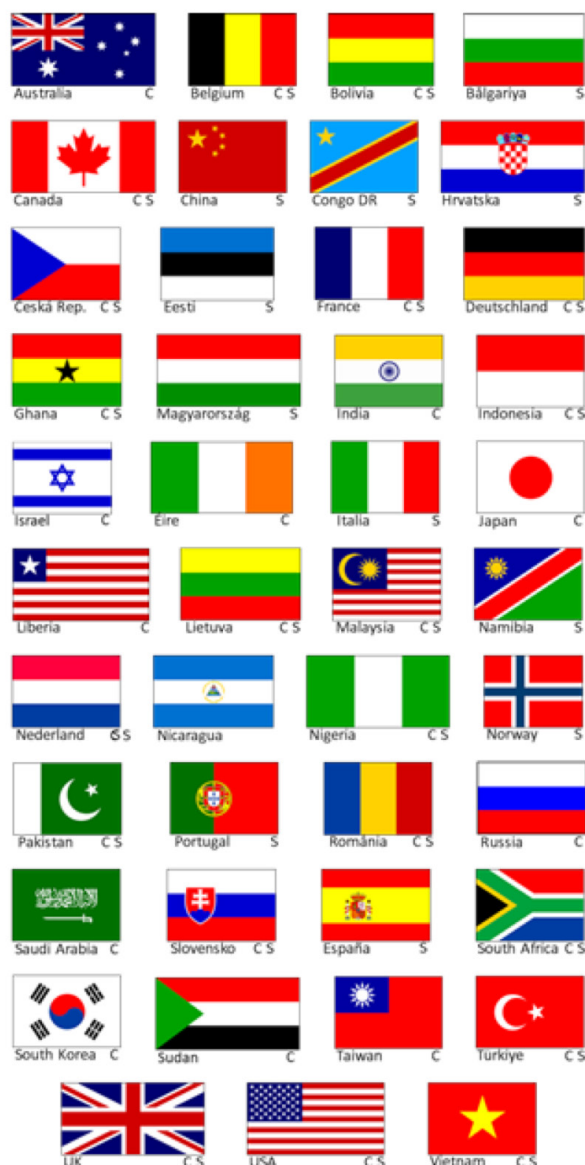 Australia C Belgium C S Bolivia C S Bălgariya S
Canada C S China S Congo DR S Hrvatska S
Česká Rep. C S Eesti S France C S Deutschland C S
Ghana C S Magyarország S India C Indonesia C S
Israel C Éire C Italia S Japan C
Liberia C Lietuva C S Malaysia C S Namibia S
Nederland S Nicaragua Nigeria C S Norway S
Pakistan C S Portugal S România C S Russia C
Saudi Arabia C Slovensko C S España S South Africa C S
South Korea C Sudan C Taiwan C Türkiye C S
UK C S USA C S Vietnam C S